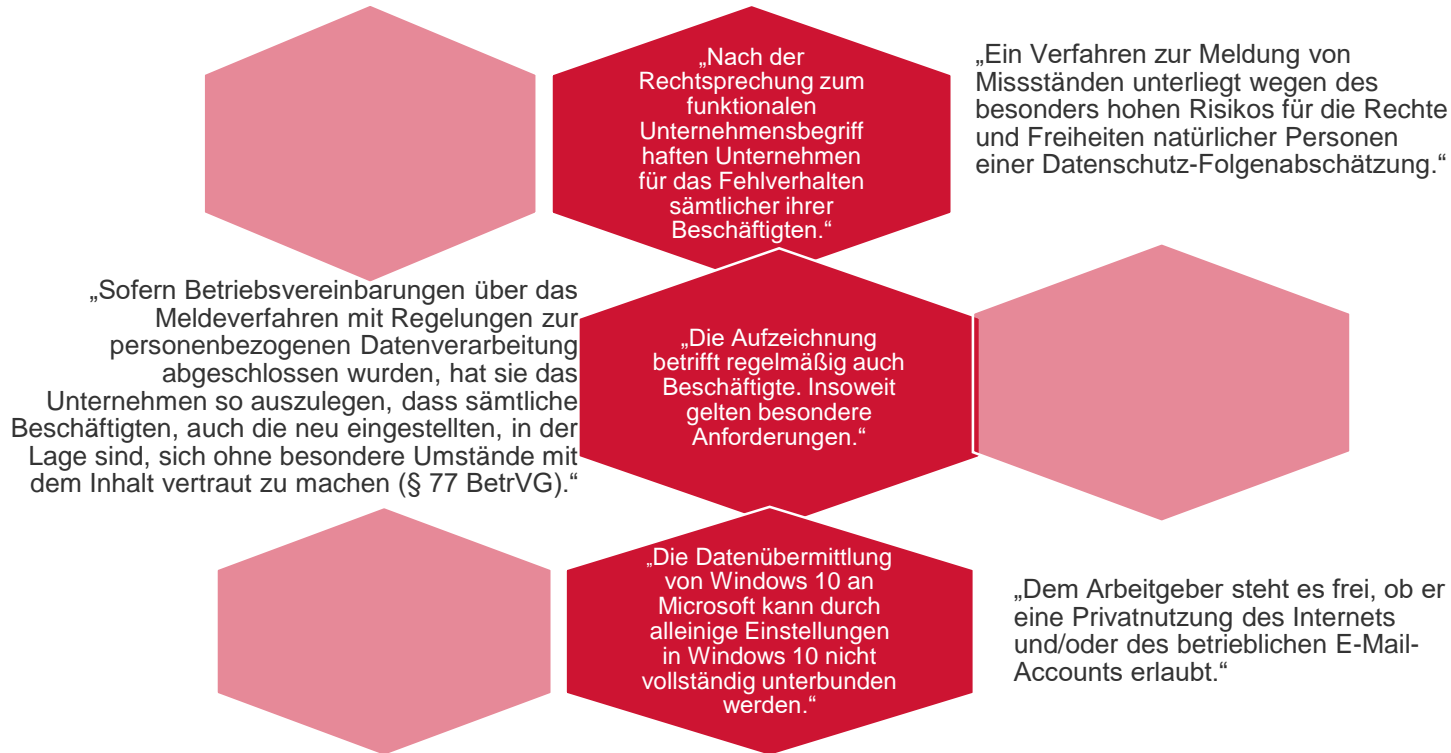 „Nach der
Rechtsprechung zum
funktionalen
Unternehmensbegriff
haften Unternehmen
für das Fehlverhalten
sämtlicher ihrer
Beschäftigten.“
„Ein Verfahren zur Meldung von
Missständen unterliegt wegen des
besonders hohen Risikos für die Rechte
und Freiheiten natürlicher Personen
einer Datenschutz-Folgenabschätzung.“
„Sofern Betriebsvereinbarungen über das
Meldeverfahren mit Regelungen zur
personenbezogenen Datenverarbeitung
abgeschlossen wurden, hat sie das
Unternehmen so auszulegen, dass sämtliche
Beschäftigten, auch die neu eingestellten, in der
Lage sind, sich ohne besondere Umstände mit
dem Inhalt vertraut zu machen (§ 77 BetrVG).“
„Die Aufzeichnung
betrifft regelmäßig auch
Beschäftigte. Insoweit
gelten besondere
Anforderungen.“
„Die Datenübermittlung
von Windows 10 an
Microsoft kann durch
alleinige Einstellungen
in Windows 10 nicht
vollständig unterbunden
werden.“
„Dem Arbeitgeber steht es frei, ob er
eine Privatnutzung des Internets
und/oder des betrieblichen E-Mail-
Accounts erlaubt.“